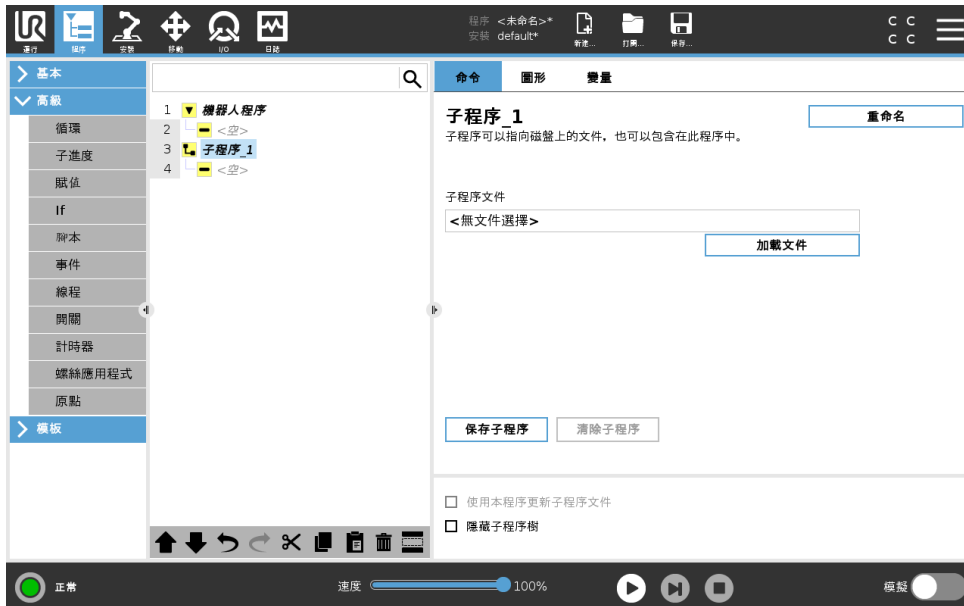 UR
運行
程序
安裝
移動
I/O
日誌
程序 <未命名>*
安裝 default*
新建...
打開...
保存...
C C
C C
基本
高級
循環
子進度
賦值
If
腳本
事件
線程
開關
計時器
螺絲應用程式
原點
模板
1 機器人程序
2 <空>
3 子程序_1
4 <空>
命令 圖形 變量
子程序_1
重命名
子程序可以指向磁盤上的文件，也可以包含在此程序中。
子程序文件
<無文件選擇>
加載文件
保存子程序 清除子程序
使用本程序更新子程序文件
隱藏子程序樹
正常
速度 100%
模擬